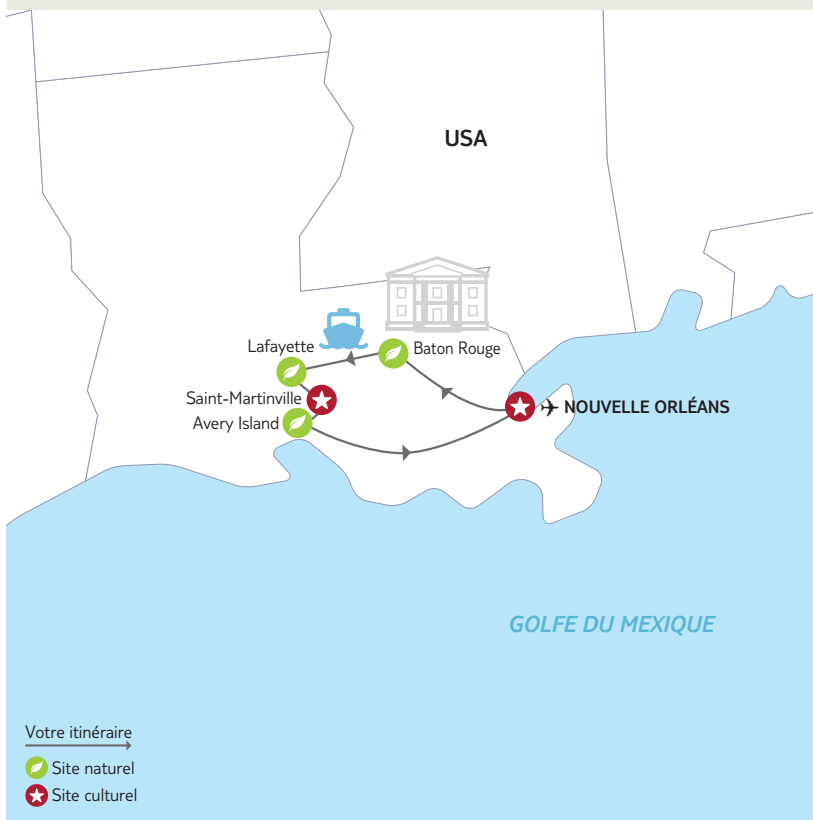 USA
Lafayette
Baton Rouge
Saint-Martinville
NOUVELLE ORLÉANS
Avery Island
GOLFE DU MEXIQUE
Votre itinéraire
Site naturel
Site culturel